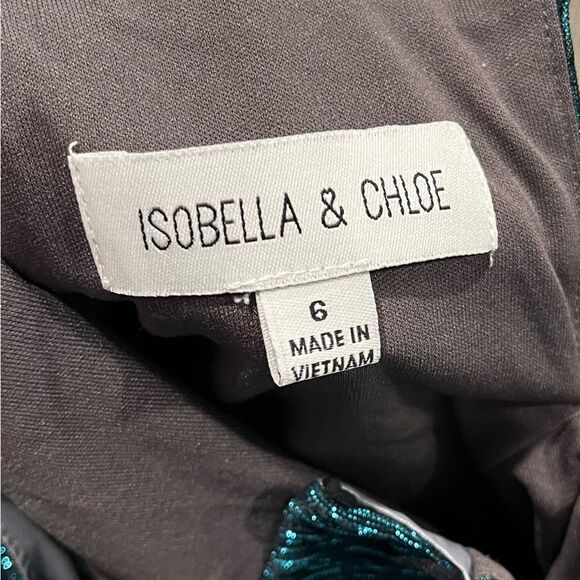 ISOBELLA & CHLOE
6
MADE IN
VIETNAM